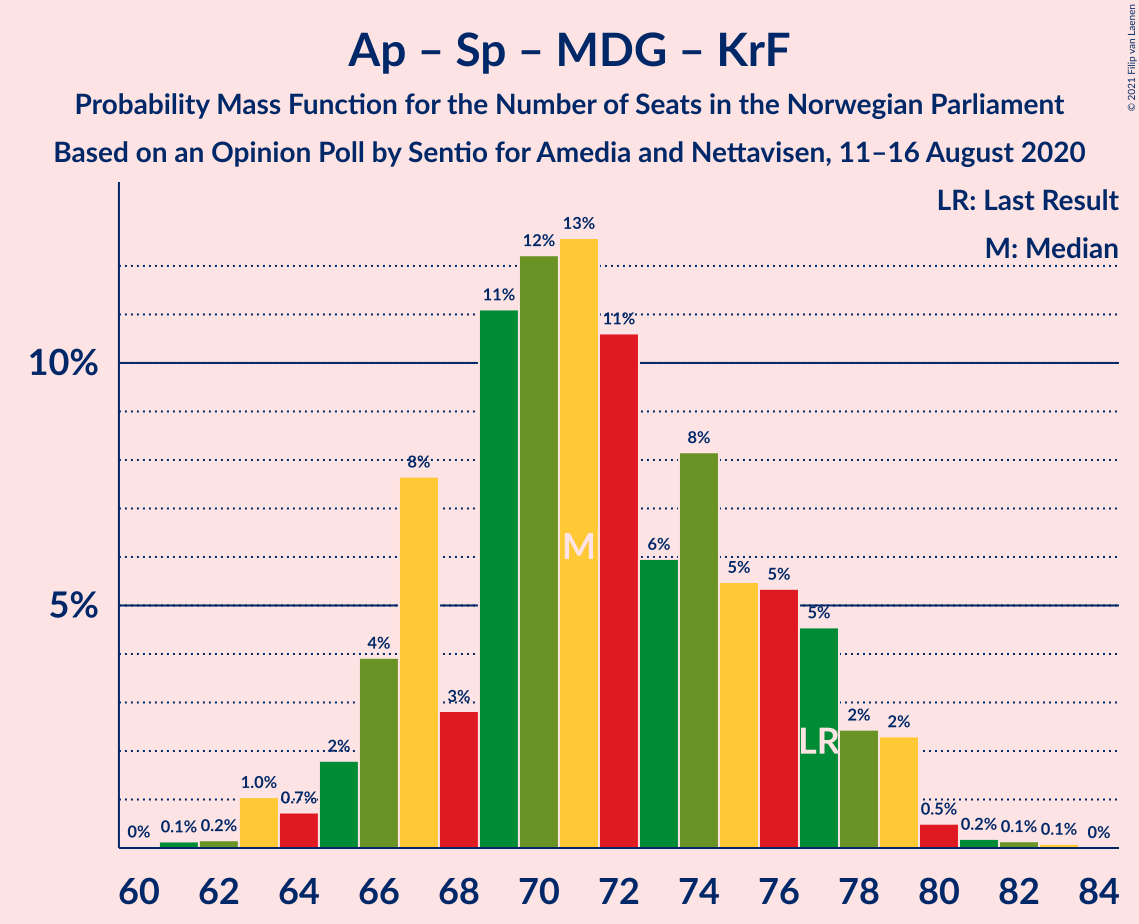 Ap – Sp – MDG – KrF
Probability Mass Function for the Number of Seats in the Norwegian Parliament
Based on an Opinion Poll by Sentio for Amedia and Nettavisen, 11–16 August 2020
© 2021 Filip van Laenen
LR: Last Result
M: Median
10%
5%
0% 0.1% 0.2% 1.0% 0.7% 2% 4% 8% 3% 11% 12% 13% 11% 6% 8% 5% 5% 5% 2% 2% 0.5% 0.2% 0.1% 0.1% 0%
M
LR
60 62 64 66 68 70 72 74 76 78 80 82 84